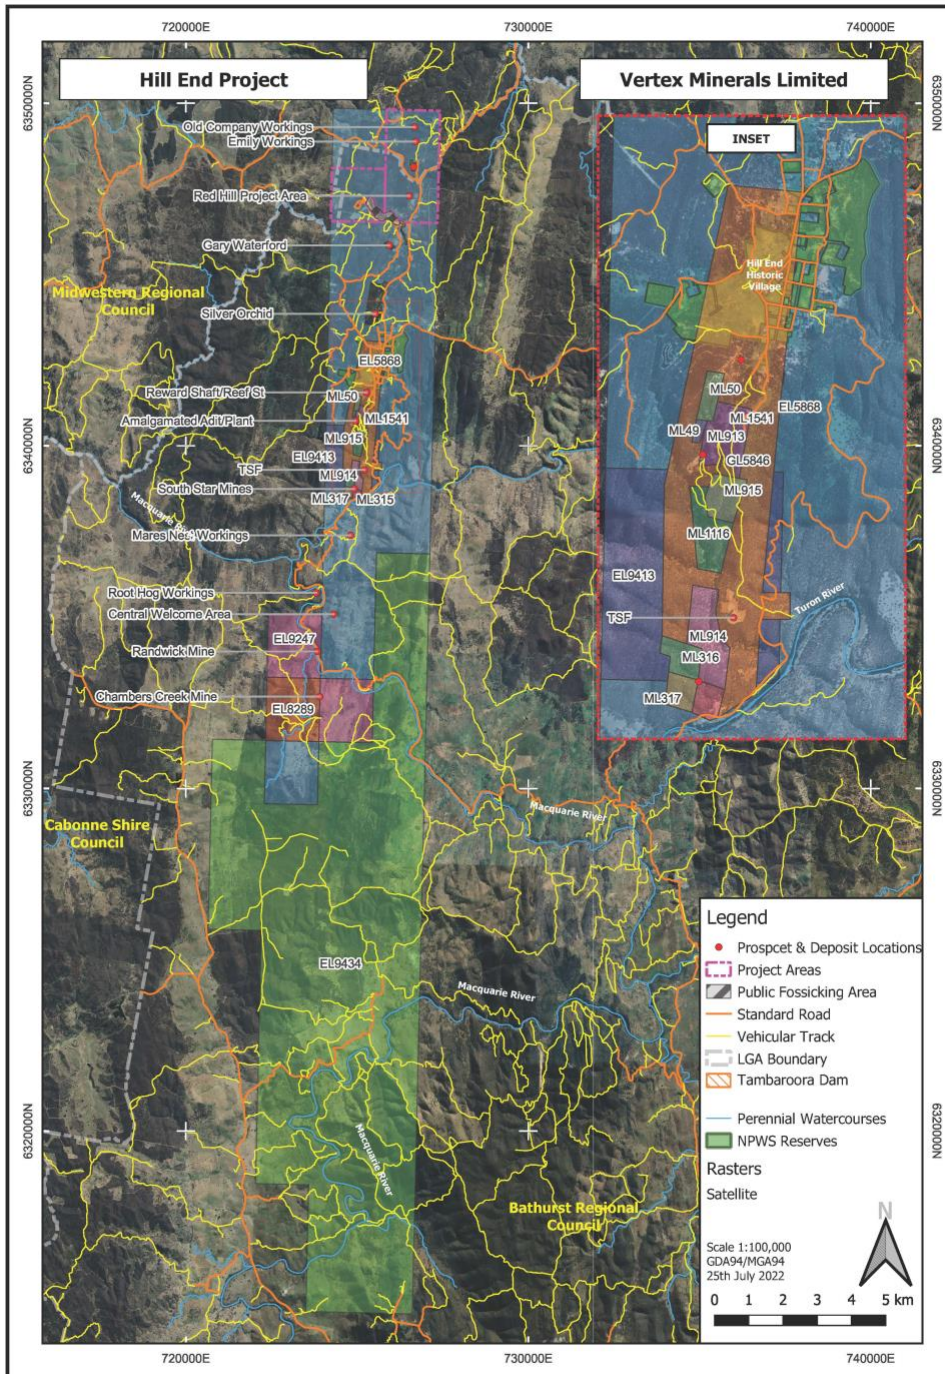 720000E
730000E
740000E
Hill End Project
Vertex Minerals Limited
6350000N
6350000N
Old Company Workings
Emily Workings
Red Hill Project Area
Gary Waterford
Midwestern Regional
Council
Silver Orchid
EL5868
Reward Shaft/Reef St
ML50
ML1541
Amalgamated Adit/Plant
ML915
6340000N
6340000N
EL9413
TSF
ML914
South Star Mines
ML317
ML315
Macquarie River
Mares Nest Workings
Root Hog Workings
Central Welcome Area
EL9247
Randwick Mine
Chambers Creek Mine
EL8289
INSET
Hill End
Historic
Village
ML50
EL5868
ML1541
ML49
ML913
GL5846
ML915
ML1116
EL9413
Turon River
TSF
ML914
ML316
ML317
6330000N
6330000N
Macquarie River
Cabonne Shire
Council
EL9434
Macquarie River
6320000N
6320000N
Macquarie River
Bathurst Regional
Council
Legend
Prospcet & Deposit Locations
Project Areas
Public Fossicking Area
Standard Road
Vehicular Track
LGA Boundary
Tambaroora Dam
Perennial Watercourses
NPWS Reserves
Rasters
Satellite
N
Scale 1:100,000
GDA94/MGA94
25th July 2022
0 1 2 3 4 5 km
720000E
730000E
740000E